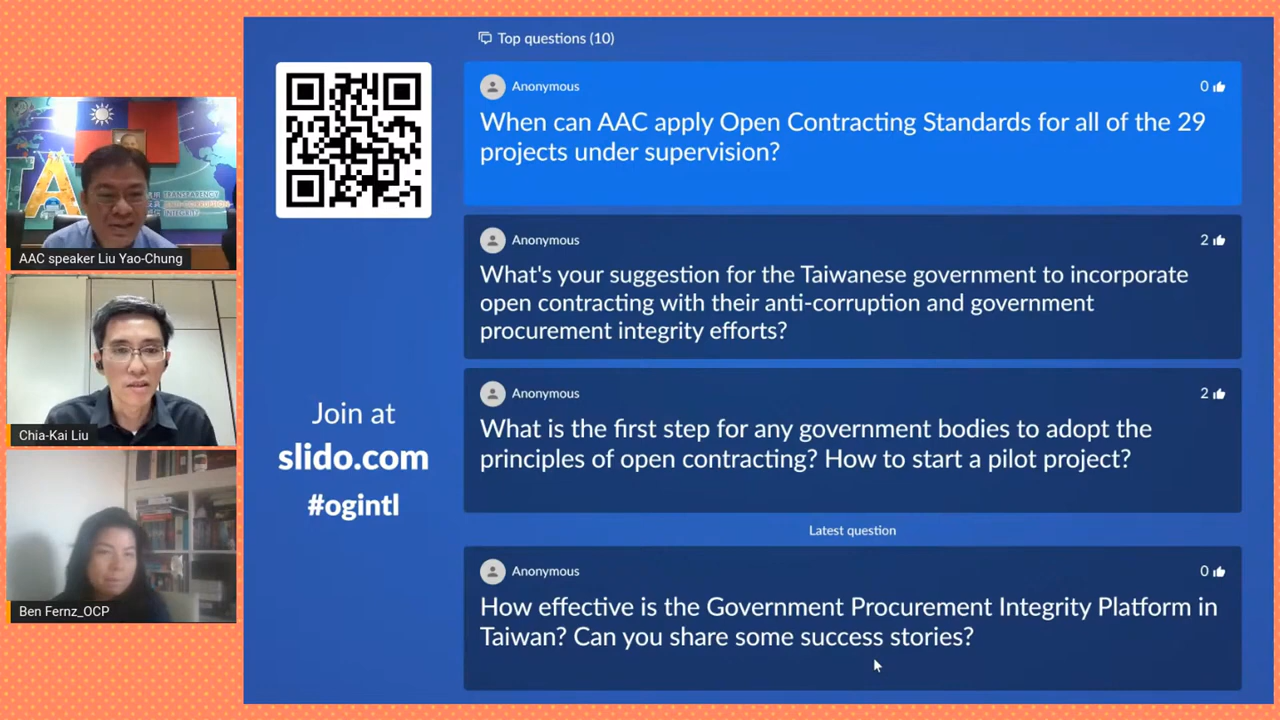 Top questions (10)
Anonymous
0
When can AAC apply Open Contracting Standards for all of the 29
projects under supervision?
Anonymous
2
What's your suggestion for the Taiwanese government to incorporate
open contracting with their anti-corruption and government
procurement integrity efforts?
Anonymous
2
What is the first step for any government bodies to adopt the
principles of open contracting? How to start a pilot project?
Latest question
Anonymous
0
How effective is the Government Procurement Integrity Platform in
Taiwan? Can you share some success stories?
Join at
slido.com
#ogintl
TRANSPARENCY
ANTI-CORRUPTION
INTEGRITY
AAC speaker Liu Yao-Chung
Chia-Kai Liu
Ben Fernz_OCP